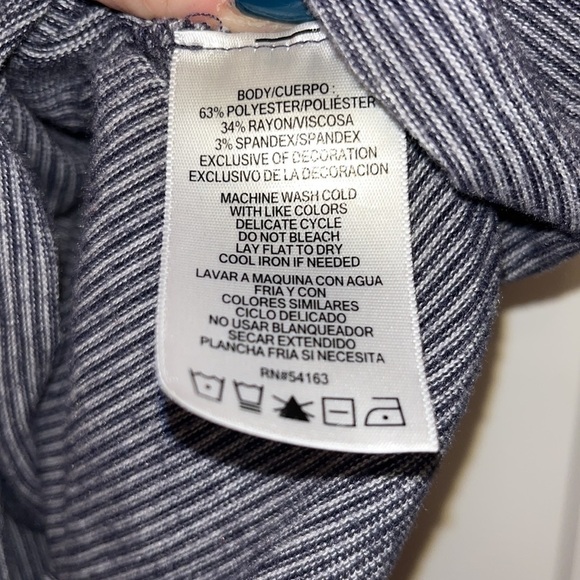 BODY/CUERPO :
63% POLYESTER/POLIÉSTER
34% RAYON/VISCOSA
3% SPANDEX/SPANDEX
EXCLUSIVE OF DECORATION
EXCLUSIVO DE LA DECORACION
MACHINE WASH COLD
WITH LIKE COLORS
DELICATE CYCLE
DO NOT BLEACH
LAY FLAT TO DRY
COOL IRON IF NEEDED
LAVAR A MAQUINA CON AGUA
FRIA Y CON
COLORES SIMILARES
CICLO DELICADO
NO USAR BLANQUEADOR
SECAR EXTENDIDO
PLANCHA FRIA SI NECESITA
RN#54163